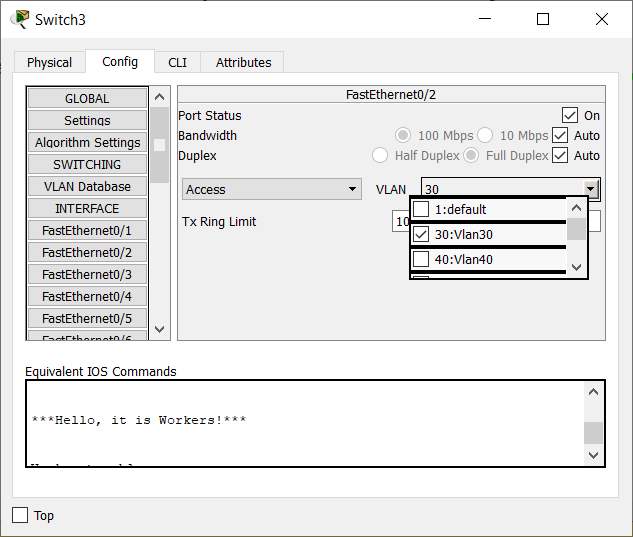 Switch3
Physical
Config
CLI
Attributes
GLOBAL
Settings
Algorithm Settings
SWITCHING
VLAN Database
INTERFACE
FastEthernet0/1
FastEthernet0/2
FastEthernet0/3
FastEthernet0/4
FastEthernet0/5
FastEthernet0/6
FastEthernet0/2
Port Status
On
Bandwidth
100 Mbps
10 Mbps
Auto
Duplex
Half Duplex
Full Duplex
Auto
Access
VLAN
30
1:default
30:Vlan30
40:Vlan40
Tx Ring Limit
10
Equivalent IOS Commands
***Hello, it is Workers!***
Top